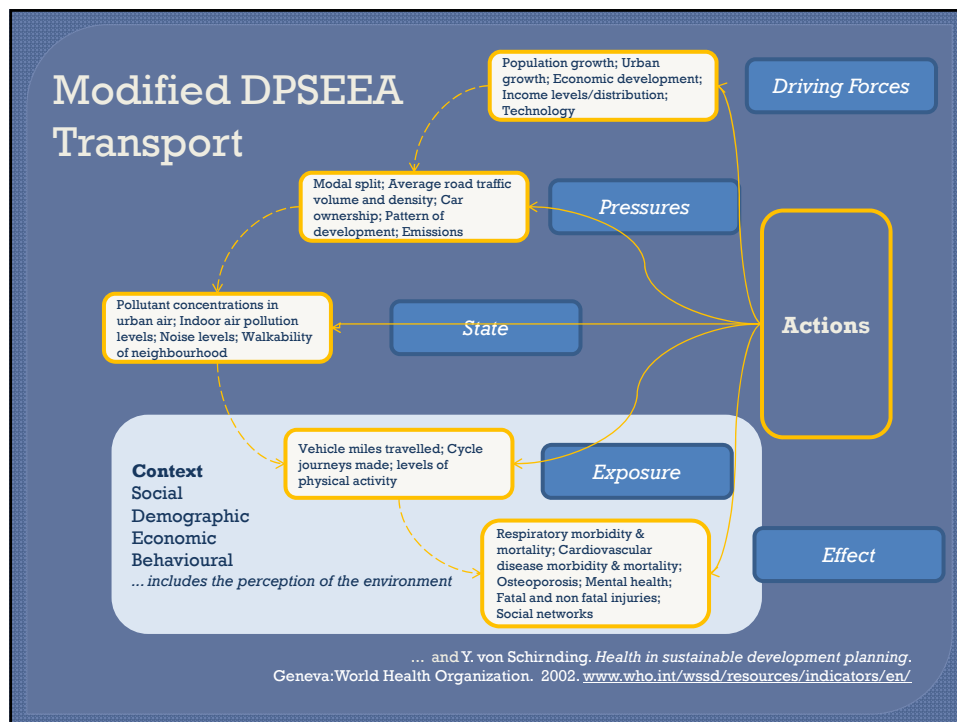 Modified DPSEEA
Transport
Population growth; Urban
growth; Economic development;
Income levels/distribution;
Technology
Driving Forces
Modal split; Average road traffic
volume and density; Car
ownership; Pattern of
development; Emissions
Pressures
Pollutant concentrations in
urban air; Indoor air pollution
levels; Noise levels; Walkability
of neighbourhood
State
Actions
Context
Social
Demographic
Economic
Behavioural
... includes the perception of the environment
Vehicle miles travelled; Cycle
journeys made; levels of
physical activity
Exposure
Respiratory morbidity &
mortality; Cardiovascular
disease morbidity & mortality;
Osteoporosis; Mental health;
Fatal and non fatal injuries;
Social networks
Effect
... and Y. von Schirnding. Health in sustainable development planning.
Geneva:World Health Organization. 2002. www.who.int/wssd/resources/indicators/en/